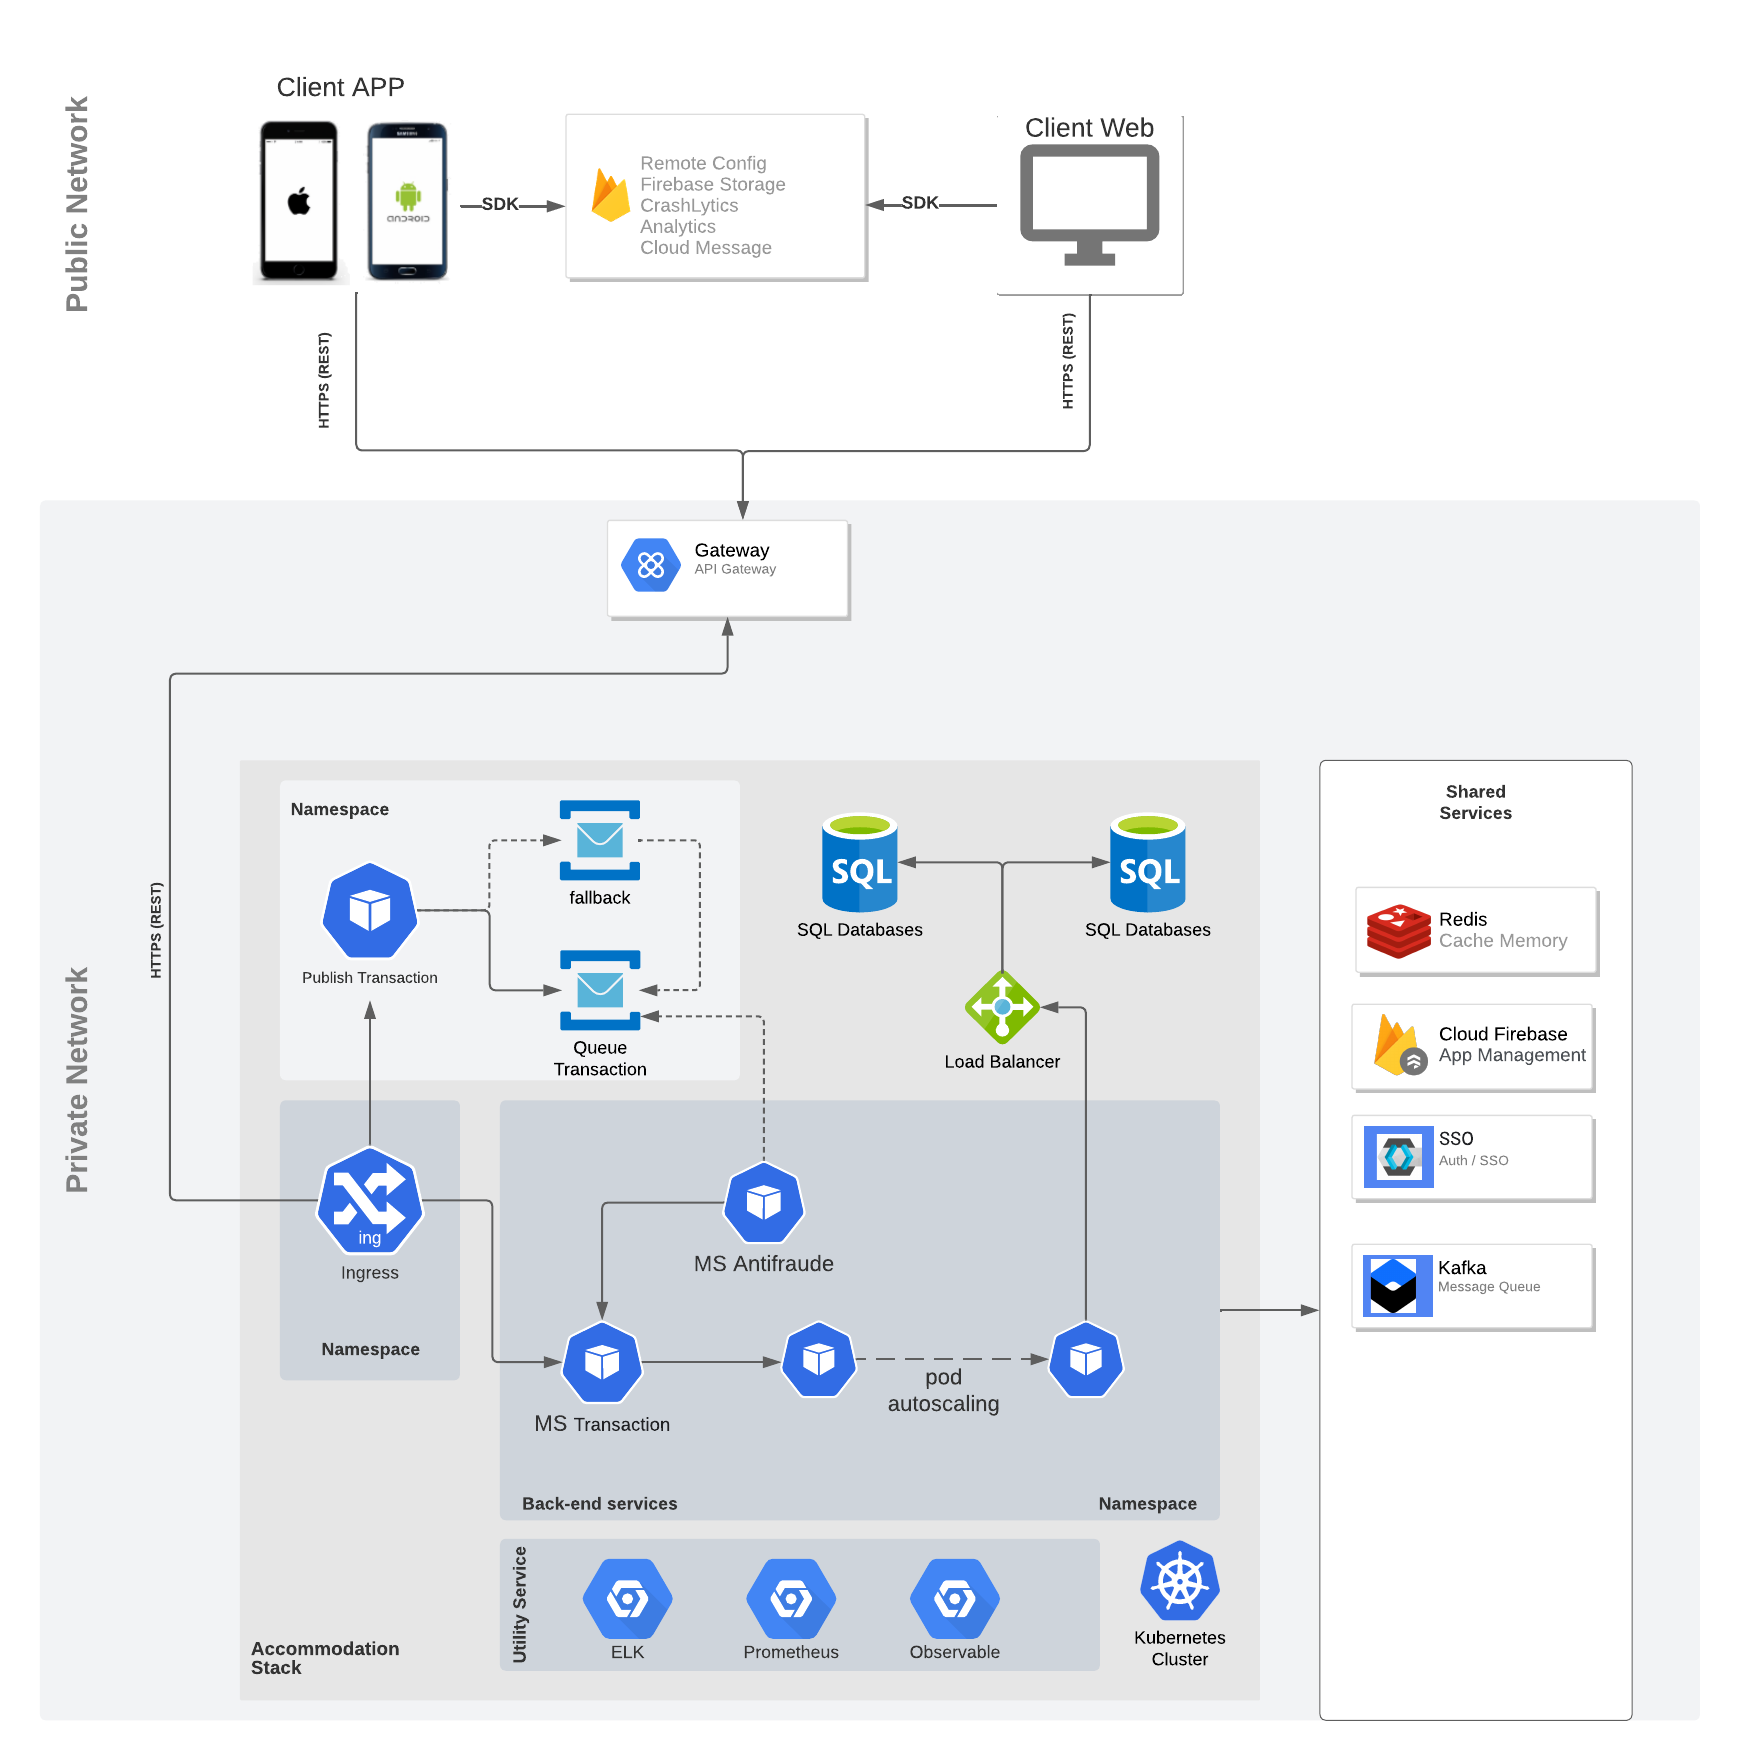 Client APP
Client Web
Public Network
SAMSUNG
ANDROID
SDK
Remote Config
Firebase Storage
CrashLytics
Analytics
Cloud Message
SDK
HTTPS (REST)
HTTPS (REST)
Gateway
API Gateway
Private Network
HTTPS (REST)
Namespace
fallback
Publish Transaction
Queue
Transaction
SQL
SQL Databases
SQL
SQL Databases
Load Balancer
ing
Ingress
Namespace
MS Antifraude
MS Transaction
pod
autoscaling
Back-end services
Namespace
Utility Service
ELK
Prometheus
Observable
Kubernetes
Cluster
Accommodation
Stack
Shared
Services
Redis
Cache Memory
Cloud Firebase
App Management
SSO
Auth / SSO
Kafka
Message Queue